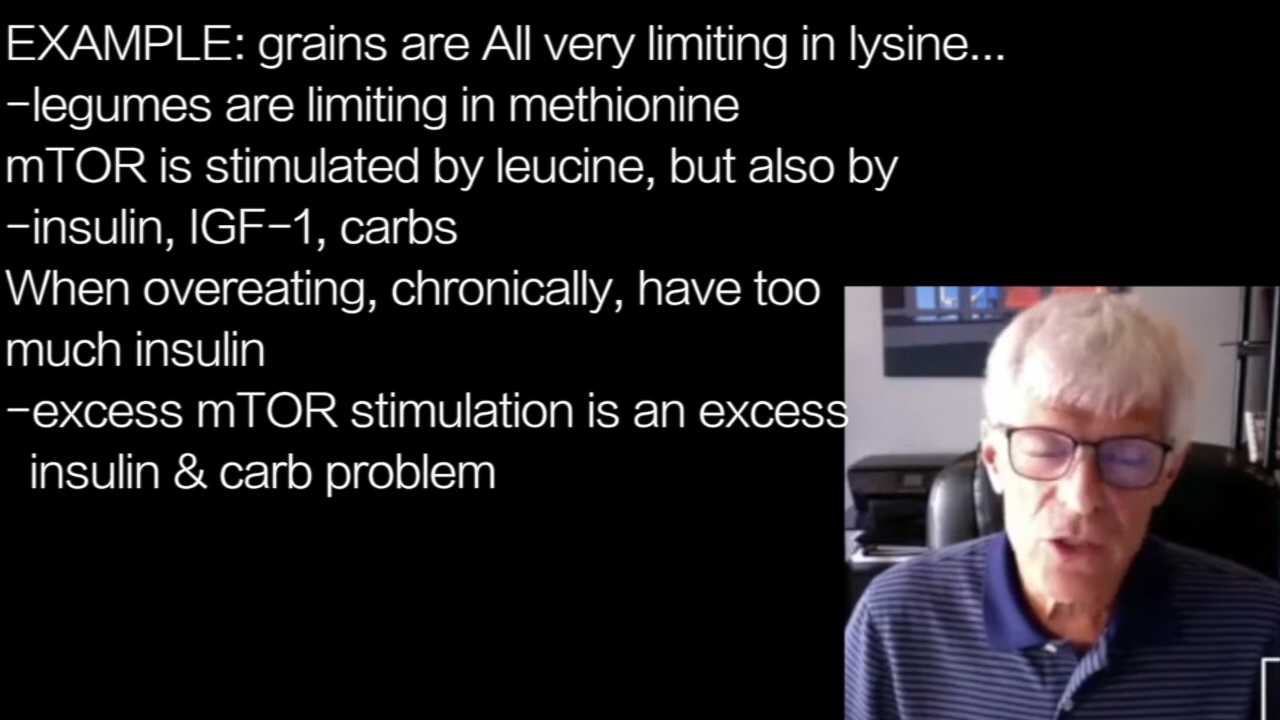 EXAMPLE: grains are All very limiting in lysine...
-legumes are limiting in methionine
mTOR is stimulated by leucine, but also by
-insulin, IGF-1, carbs
When overeating, chronically, have too
much insulin
-excess mTOR stimulation is an excess
insulin & carb problem